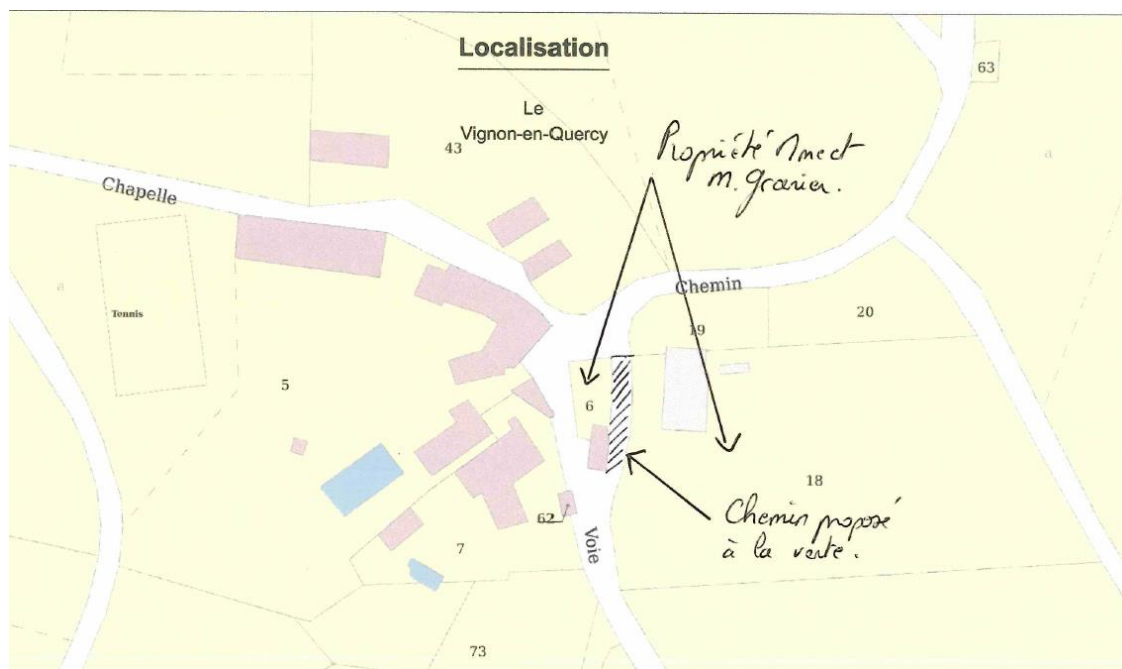 Localisation
Le
Vignon-en-Quercy
63
43
Propriété Mme et
M. Granier.
a
Chapelle
a
Chemin
Tennis
19
20
5
6
18
Chemin proposé
à la vente.
62
Voie
7
73